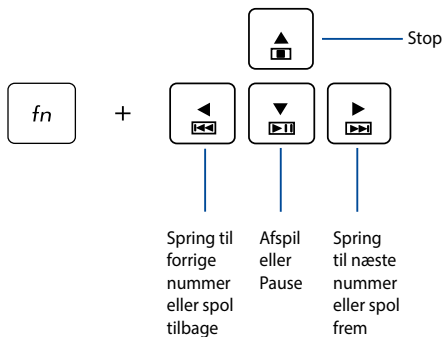 Stop
fn
+
Spring til
forrige
nummer
eller spol
tilbage
Afspil
eller
Pause
Spring
til næste
nummer
eller spol
frem